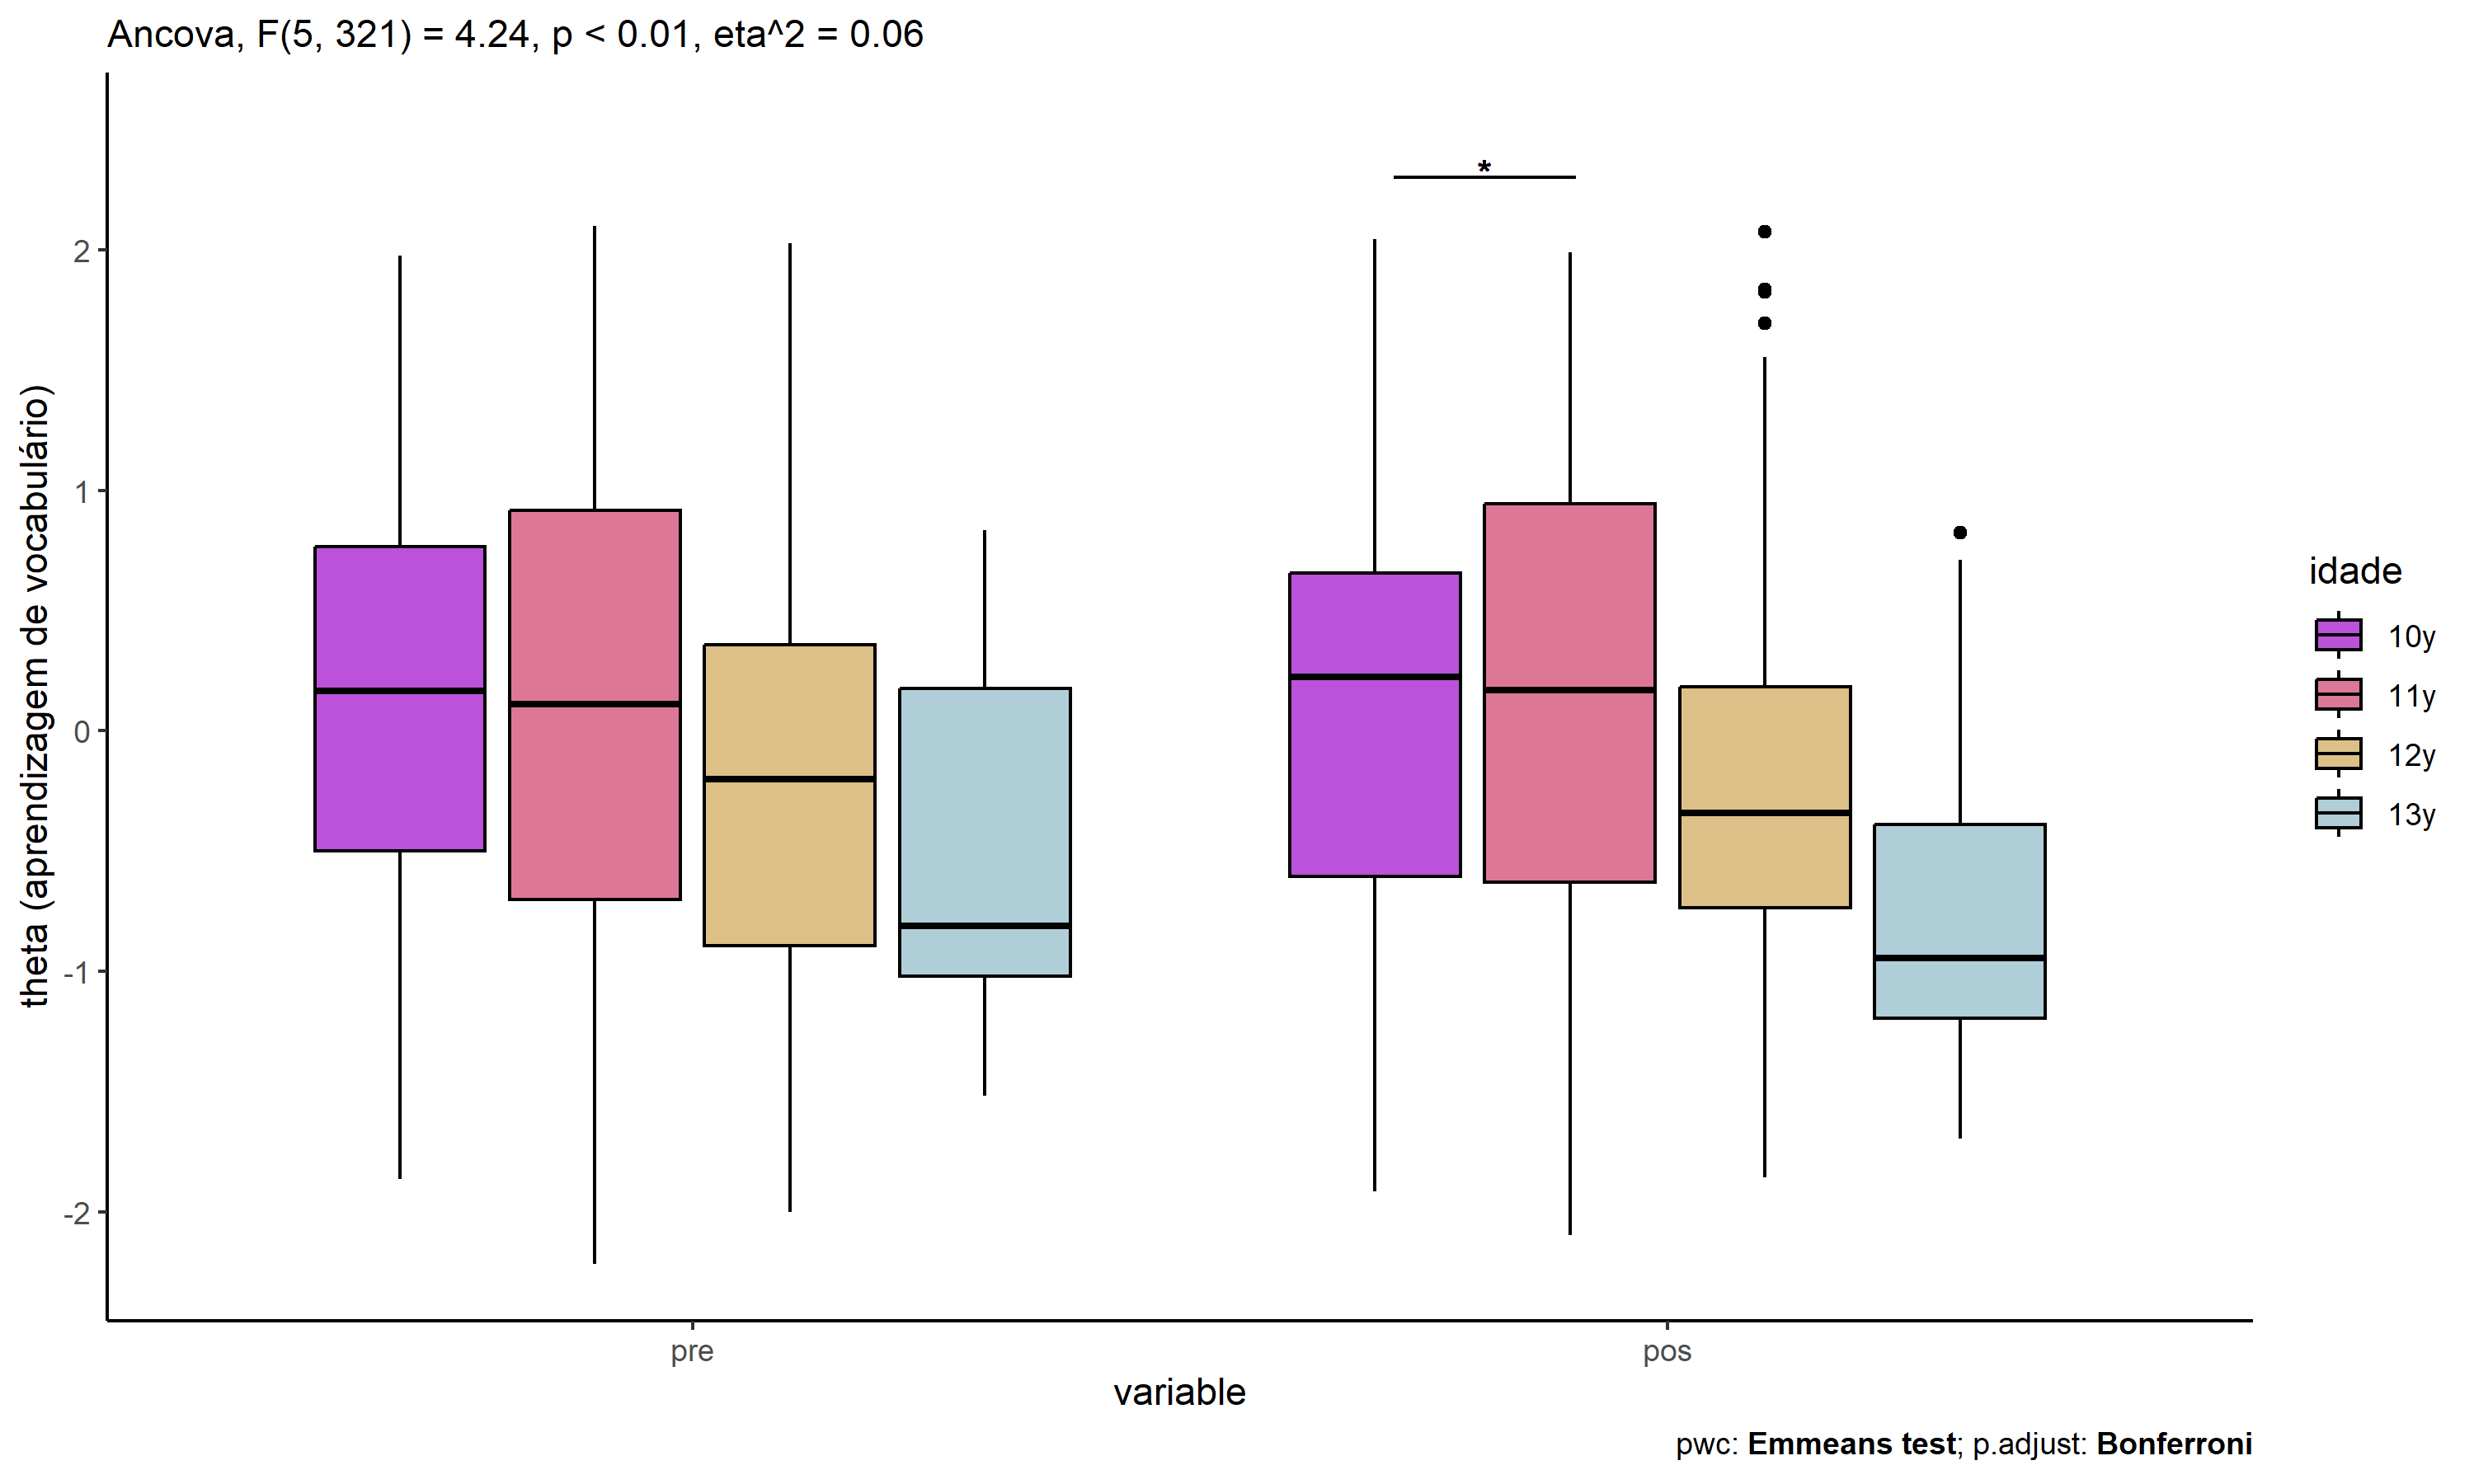 Ancova, F(5, 321) = 4.24, p < 0.01, eta^2 = 0.06
theta (aprendizagem de vocabulário)
2
1
0
-1
-2
*
pre
pos
variable
idade
10y
11y
12y
13y
pwc: Emmeans test; p.adjust: Bonferroni